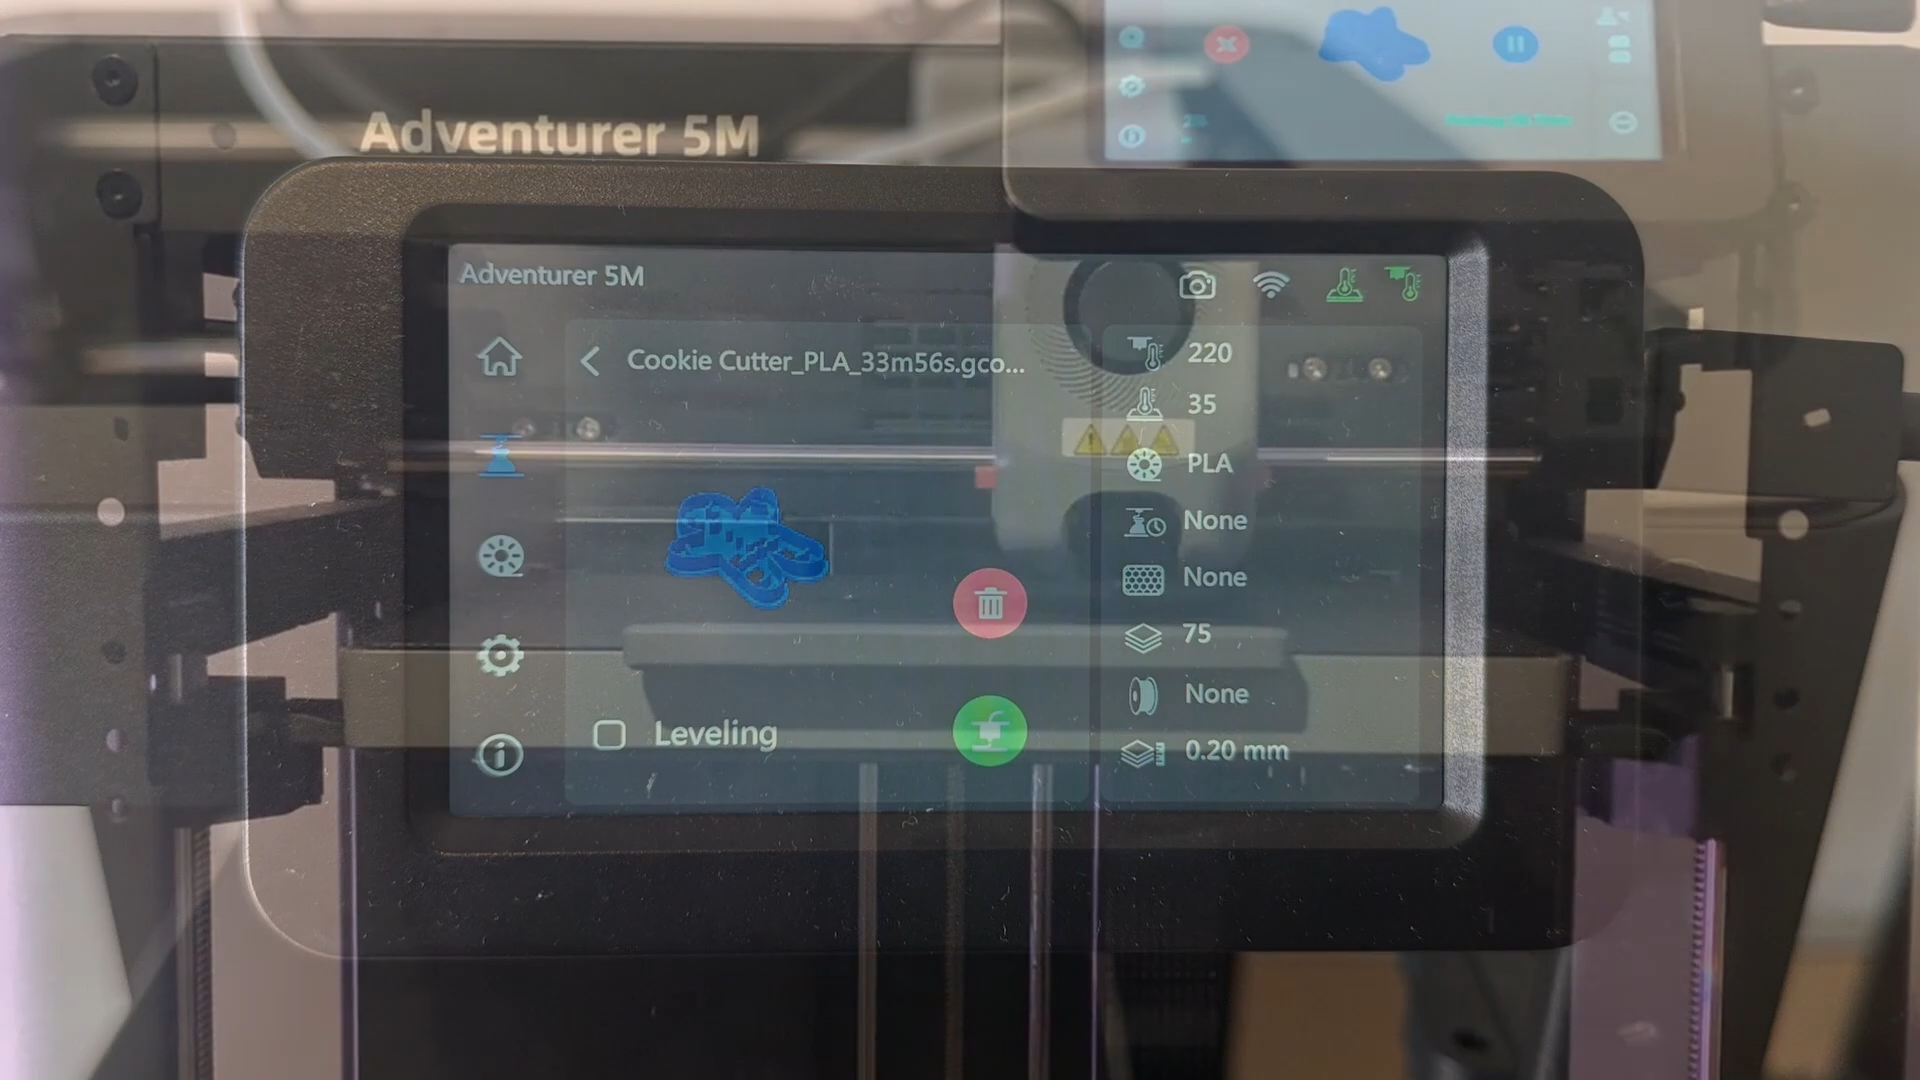 Adventurer 5M
Adventurer 5M
Cookie Cutter_PLA_33m56s.gco...
220
35
PLA
None
None
75
None
0.20 mm
Leveling